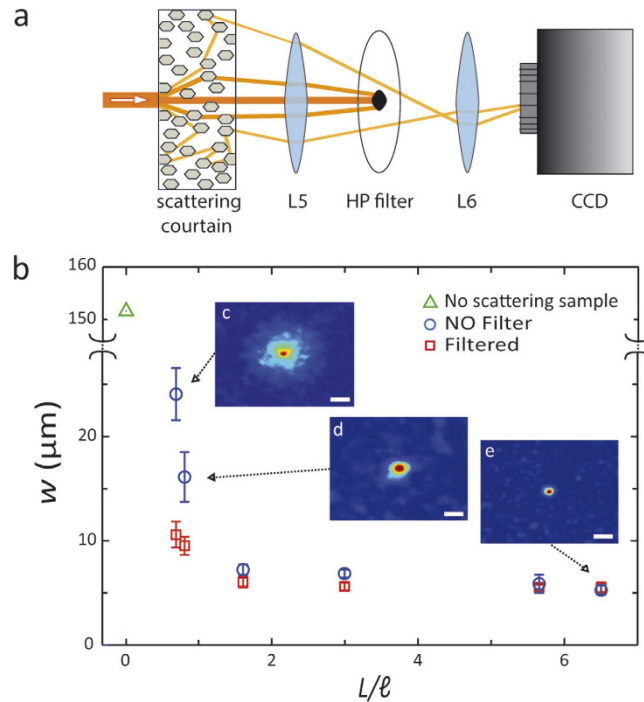 a
scattering
courtain
L5
HP filter
L6
CCD
b
160
150
20
10
0
w (μm)
No scattering sample
NO Filter
Filtered
c
d
e
0
2
4
6
L/ℓ